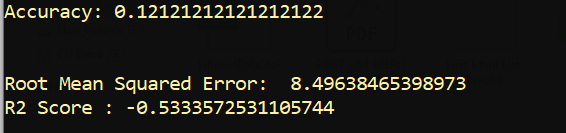 Accuracy: 0.12121212121212122
Root Mean Squared Error:  8.49638465398973
R2 Score : -0.5333572531105744